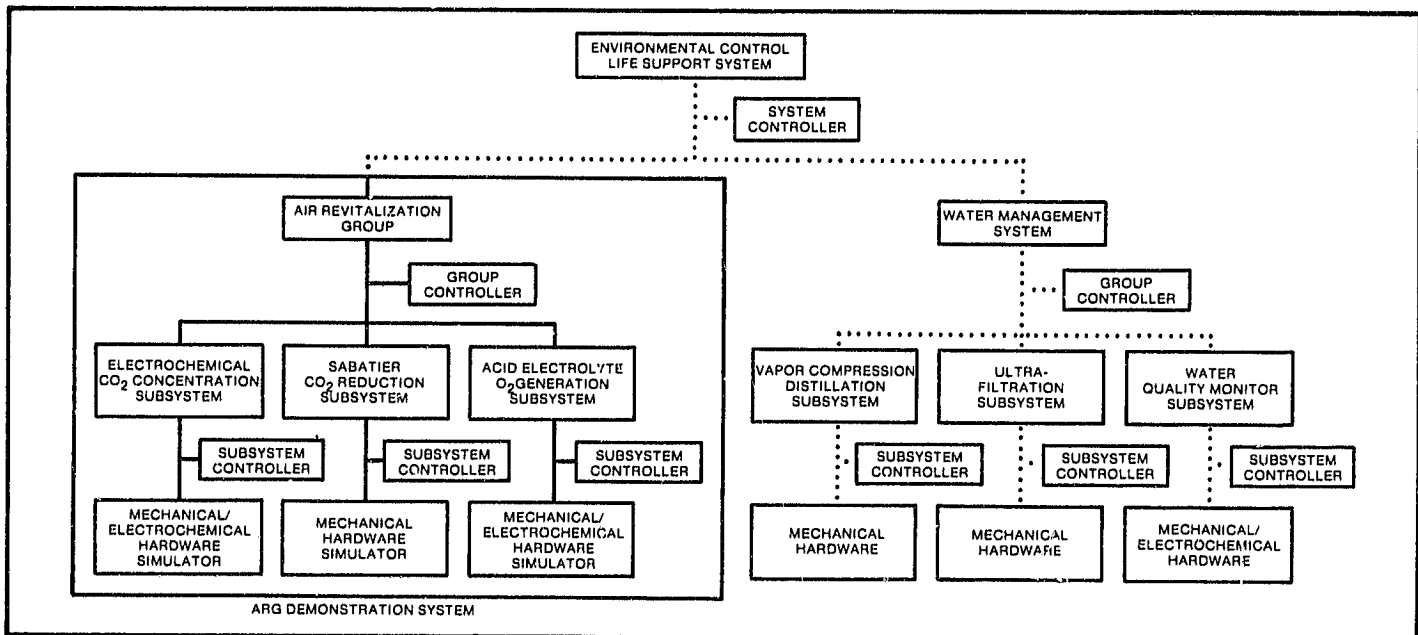 ENVIRONMENTAL CONTROL
LIFE SUPPORT SYSTEM
SYSTEM
CONTROLLER
AIR REVITALIZATION
GROUP
WATER MANAGEMENT
SYSTEM
GROUP
CONTROLLER
GROUP
CONTROLLER
ELECTROCHEMICAL
CO2 CONCENTRATION
SUBSYSTEM
SABATIER
CO2 REDUCTION
SUBSYSTEM
ACID ELECTROLYTE
O2 GENERATION
SUBSYSTEM
VAPOR COMPRESSION
DISTILLATION
SUBSYSTEM
ULTRA-
FILTRATION
SUBSYSTEM
WATER
QUALITY MONITOR
SUBSYSTEM
SUBSYSTEM
CONTROLLER
SUBSYSTEM
CONTROLLER
SUBSYSTEM
CONTROLLER
SUBSYSTEM
CONTROLLER
SUBSYSTEM
CONTROLLER
SUBSYSTEM
CONTROLLER
MECHANICAL/
ELECTROCHEMICAL
HARDWARE
SIMULATOR
MECHANICAL
HARDWARE
SIMULATOR
MECHANICAL/
ELECTROCHEMICAL
HARDWARE
SIMULATOR
MECHANICAL
HARDWARE
MECHANICAL
HARDWARE
MECHANICAL/
ELECTROCHEMICAL
HARDWARE
ARG DEMONSTRATION SYSTEM